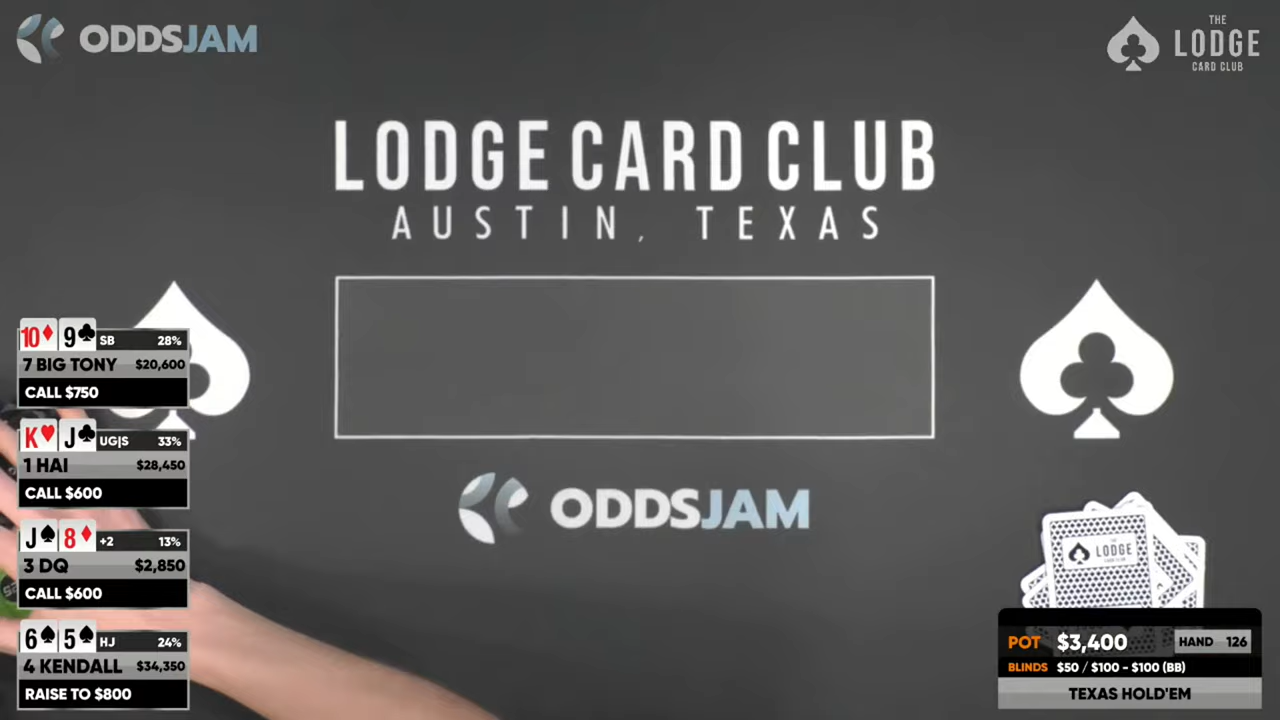 ODDSJAM
THE
LODGE
CARD CLUB
LODGE CARD CLUB
AUSTIN, TEXAS
10♦ 9♣ SB 28%
7 BIG TONY $20,600
CALL $750
K♥ J♣ UG|S 33%
1 HAI $28,450
CALL $600
J♠ 8♦ +2 13%
3 DQ $2,850
CALL $600
6♠ 5♠ HJ 24%
4 KENDALL $34,350
RAISE TO $800
ODDSJAM
THE
LODGE
POT $3,400 HAND 126
BLINDS $50 / $100 - $100 (BB)
TEXAS HOLD'EM